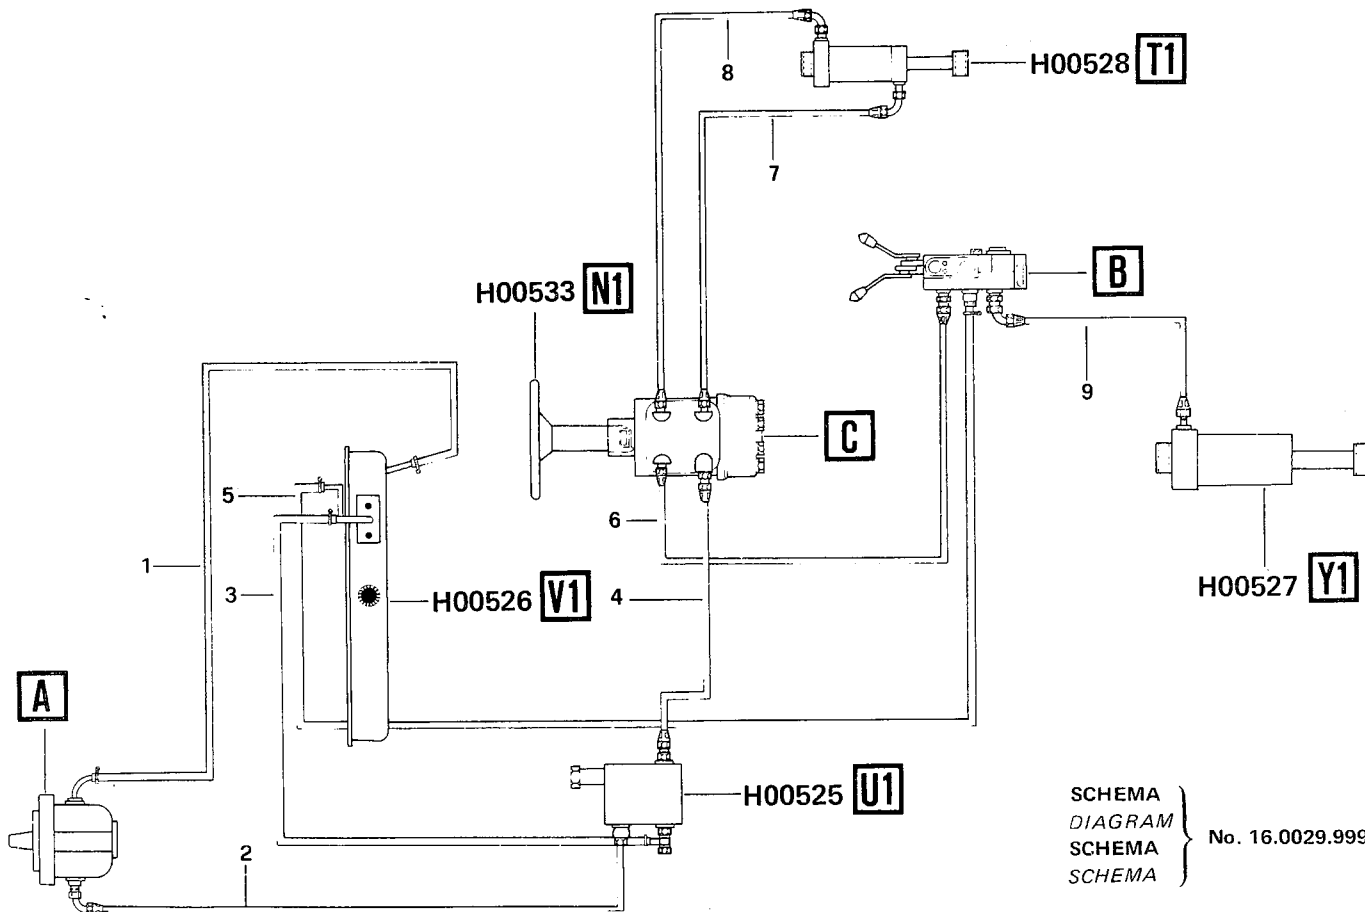 8
H00528 T1
7
B
H00533 N1
9
C
5
6
1
3
H00526 V1
4
H00527 Y1
A
H00525 U1
2
SCHEMA
DIAGRAM
SCHEMA
SCHEMA
No. 16.0029.999